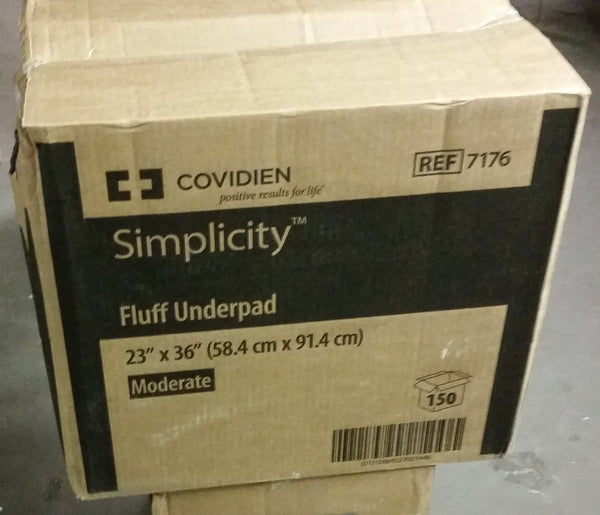 COVIDIEN
positive results for life®
REF 7176
Simplicity™
Fluff Underpad
23" x 36" (58.4 cm x 91.4 cm)
Moderate
150